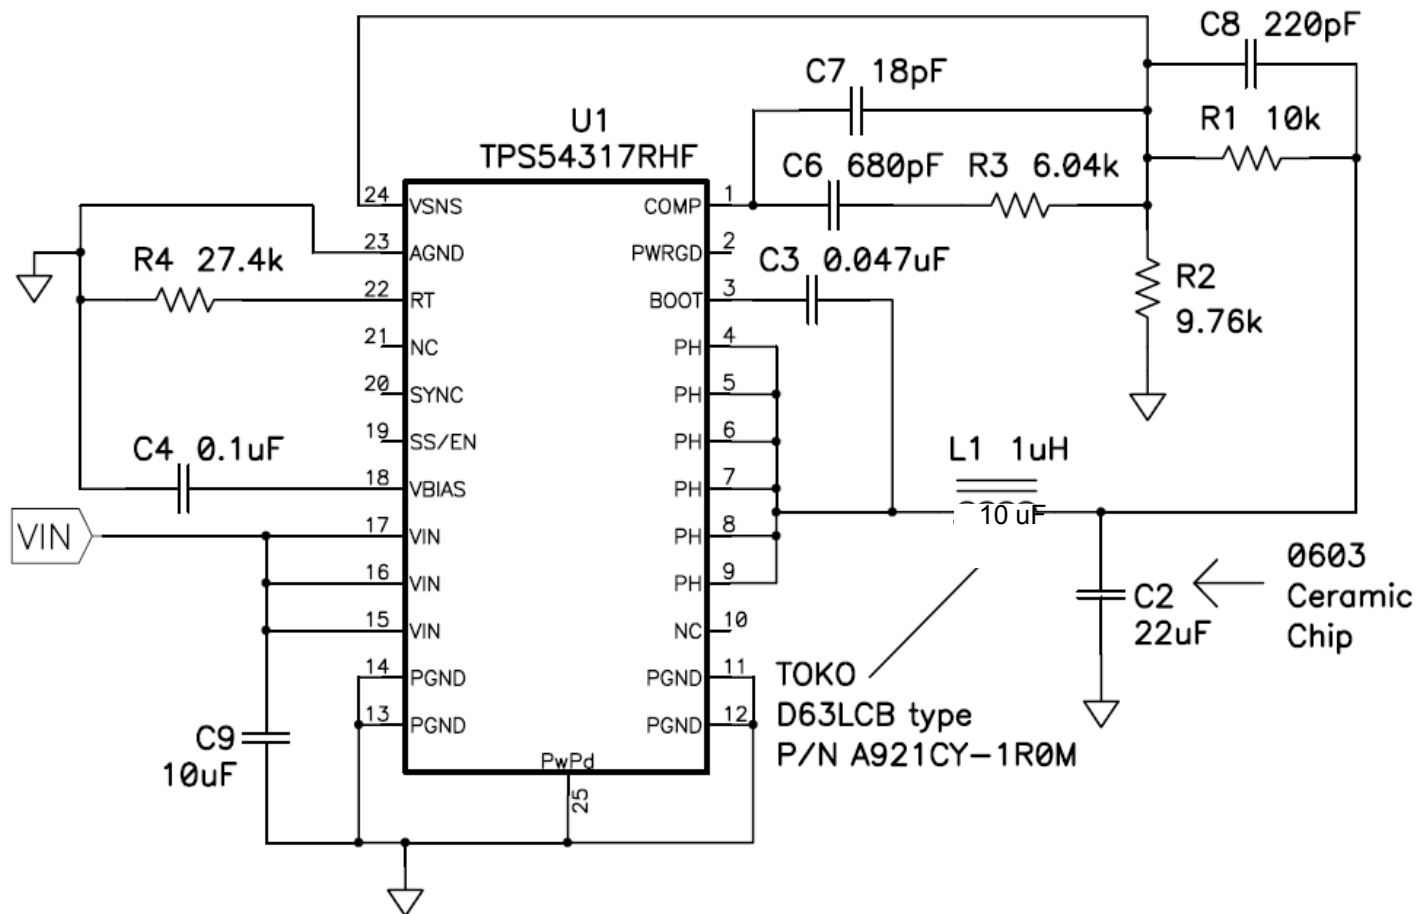 C8 220pF
C7 18pF
R1 10k
U1
TPS54317RHF
C6 680pF
R3 6.04k
24 VSNS
COMP 1
23 AGND
PWRGD 2
R4 27.4k
C3 0.047uF
R2
9.76k
22 RT
BOOT 3
21 NC
PH 4
20 SYNC
PH 5
19 SS/EN
PH 6
C4 0.1uF
L1 1uH
18 VBIAS
PH 7
10 uF
VIN
17 VIN
PH 8
16 VIN
PH 9
0603
Ceramic
Chip
C2
22uF
15 VIN
NC 10
14 PGND
PGND 11
13 PGND
PGND 12
TOKO
D63LCB type
P/N A921CY-1R0M
C9
10uF
PwPd
25